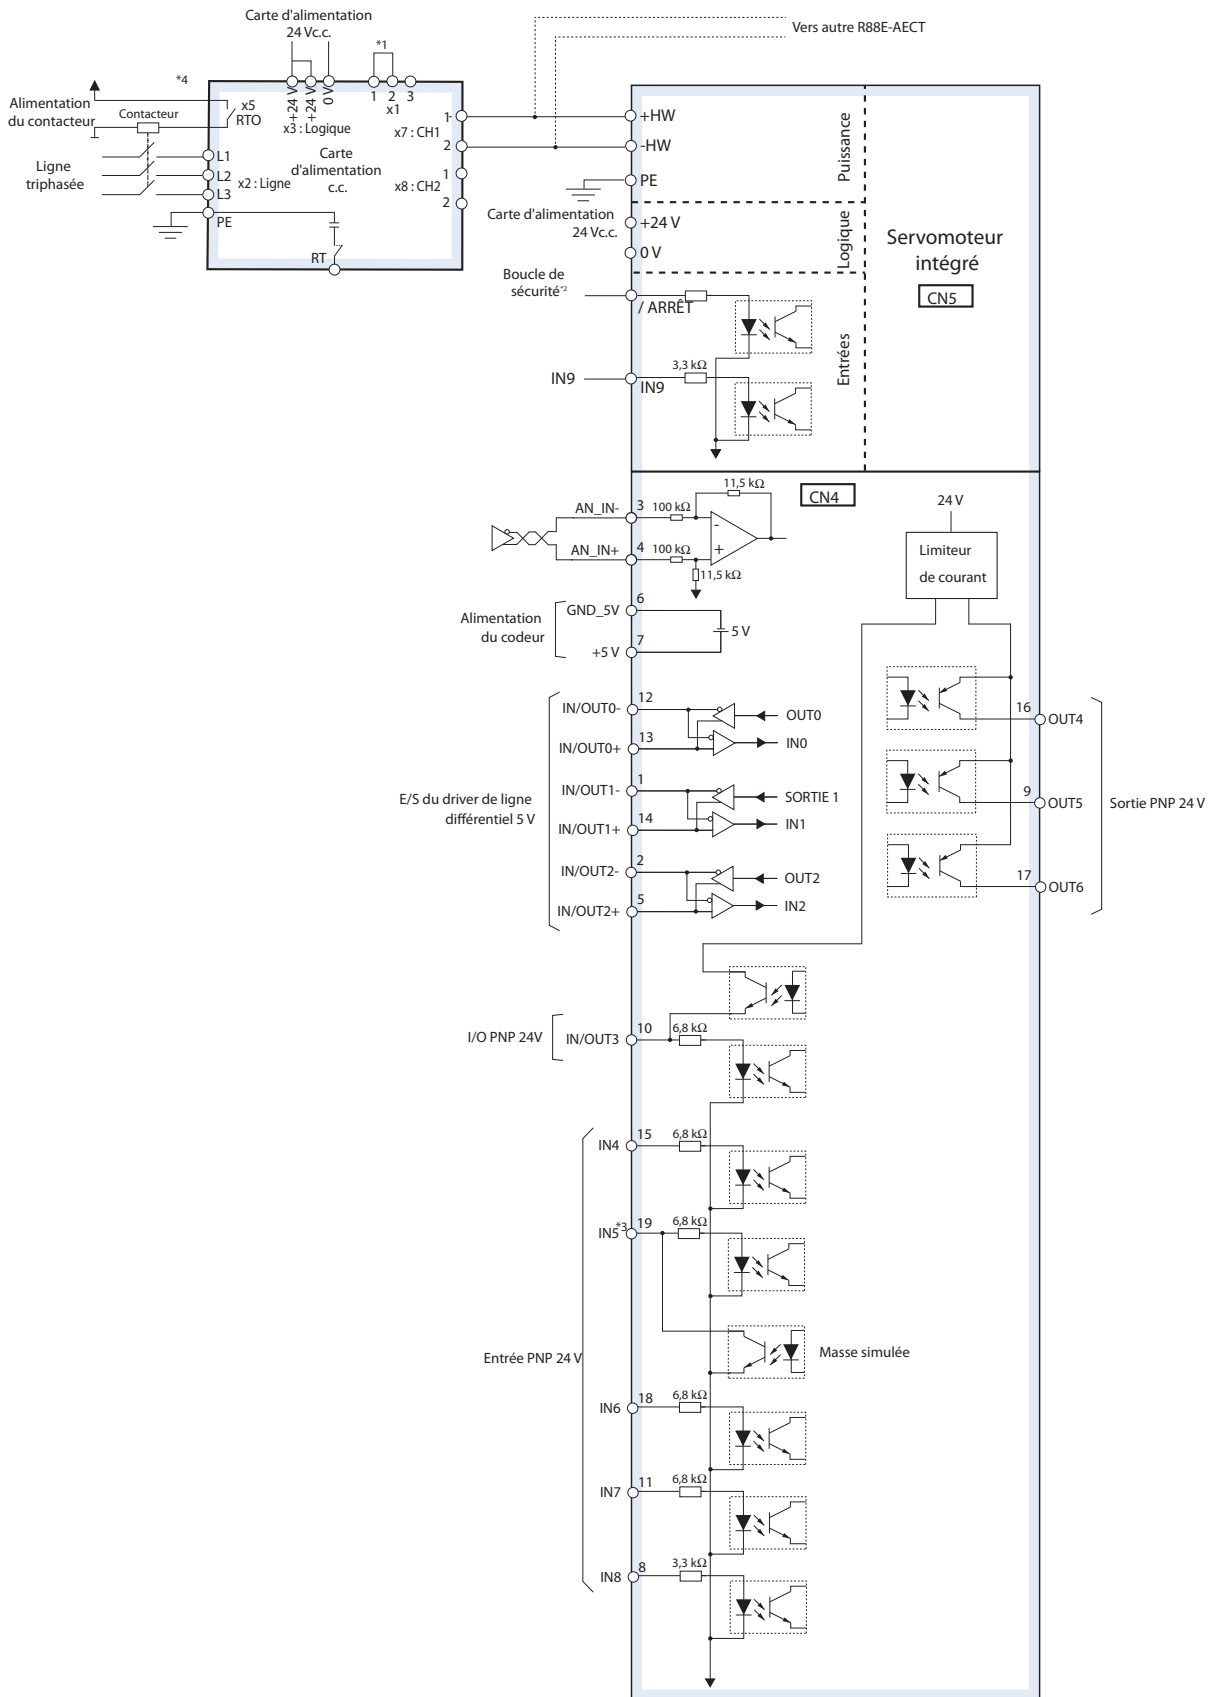 Carte d'alimentation
24 Vc.c.
*1
Vers autre R88E-AECT
*4
Alimentation
du contacteur
Contacteur
x5
RTO
+24 V
+24 V
0 V
x3 : Logique
1
2
3
x1
1
x7 : CH1
2
Carte
d'alimentation
c.c.
1
x8 : CH2
2
Ligne
triphasée
L1
L2
x2 : Ligne
L3
PE
RT
+HW
-HW
PE
Puissance
Carte d'alimentation
24 Vc.c.
+24 V
0 V
Logique
Servomoteur
intégré
CN5
Boucle de
sécurité*2
/ ARRÊT
Entrées
IN9
IN9
3,3 kΩ
CN4
AN_IN-
3
100 kΩ
11,5 kΩ
-
AN_IN+
4
100 kΩ
+
11,5 kΩ
24 V
Limiteur
de courant
Alimentation
du codeur
GND_5V
6
5 V
+5 V
7
E/S du driver de ligne
différentiel 5 V
IN/OUT0-
12
OUT0
IN/OUT0+
13
IN0
IN/OUT1-
1
SORTIE 1
IN/OUT1+
14
IN1
IN/OUT2-
2
OUT2
IN/OUT2+
5
IN2
16
OUT4
9
OUT5
Sortie PNP 24 V
17
OUT6
I/O PNP 24V
IN/OUT3
10
6,8 kΩ
IN4
15
6,8 kΩ
IN5*3
19
6,8 kΩ
Masse simulée
Entrée PNP 24 V
IN6
18
6,8 kΩ
IN7
11
6,8 kΩ
IN8
8
3,3 kΩ